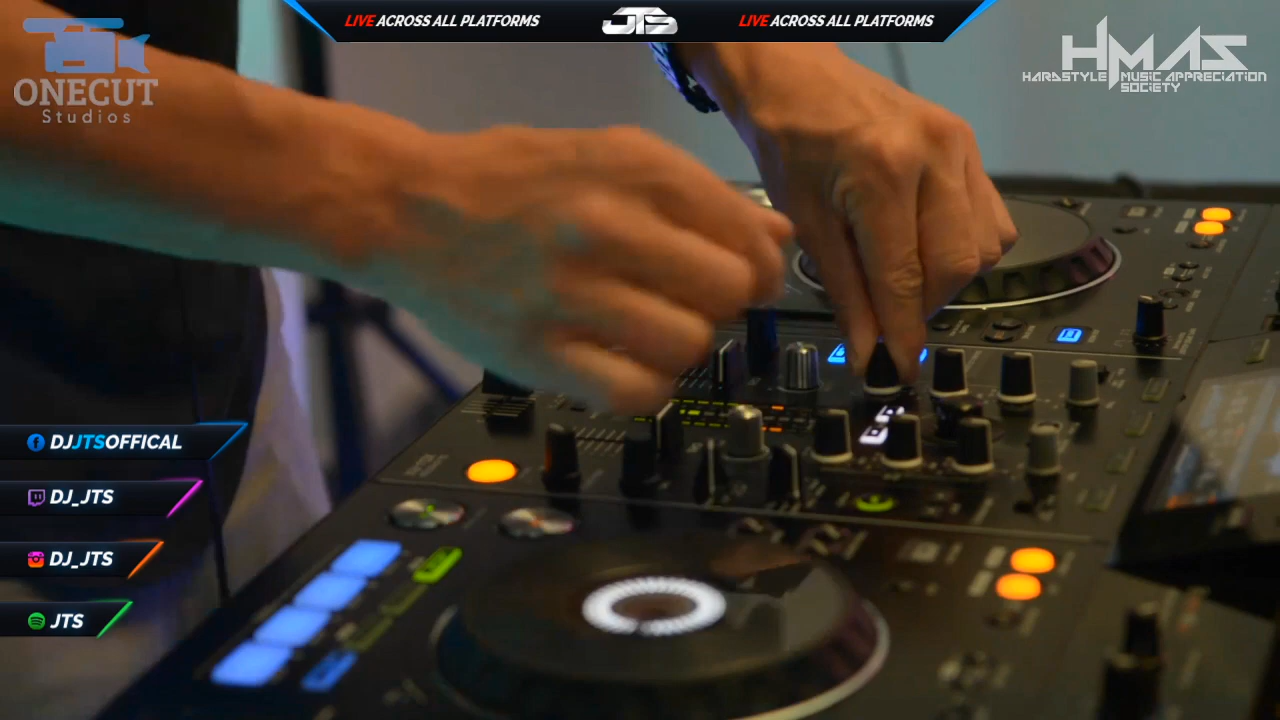 LIVE ACROSS ALL PLATFORMS
JTS
LIVE ACROSS ALL PLATFORMS
ONECUT
Studios
HMAS
HARDSTYLE MUSIC APPRECIATION
SOCIETY
DJJTSOFFICAL
DJ_JTS
DJ_JTS
JTS